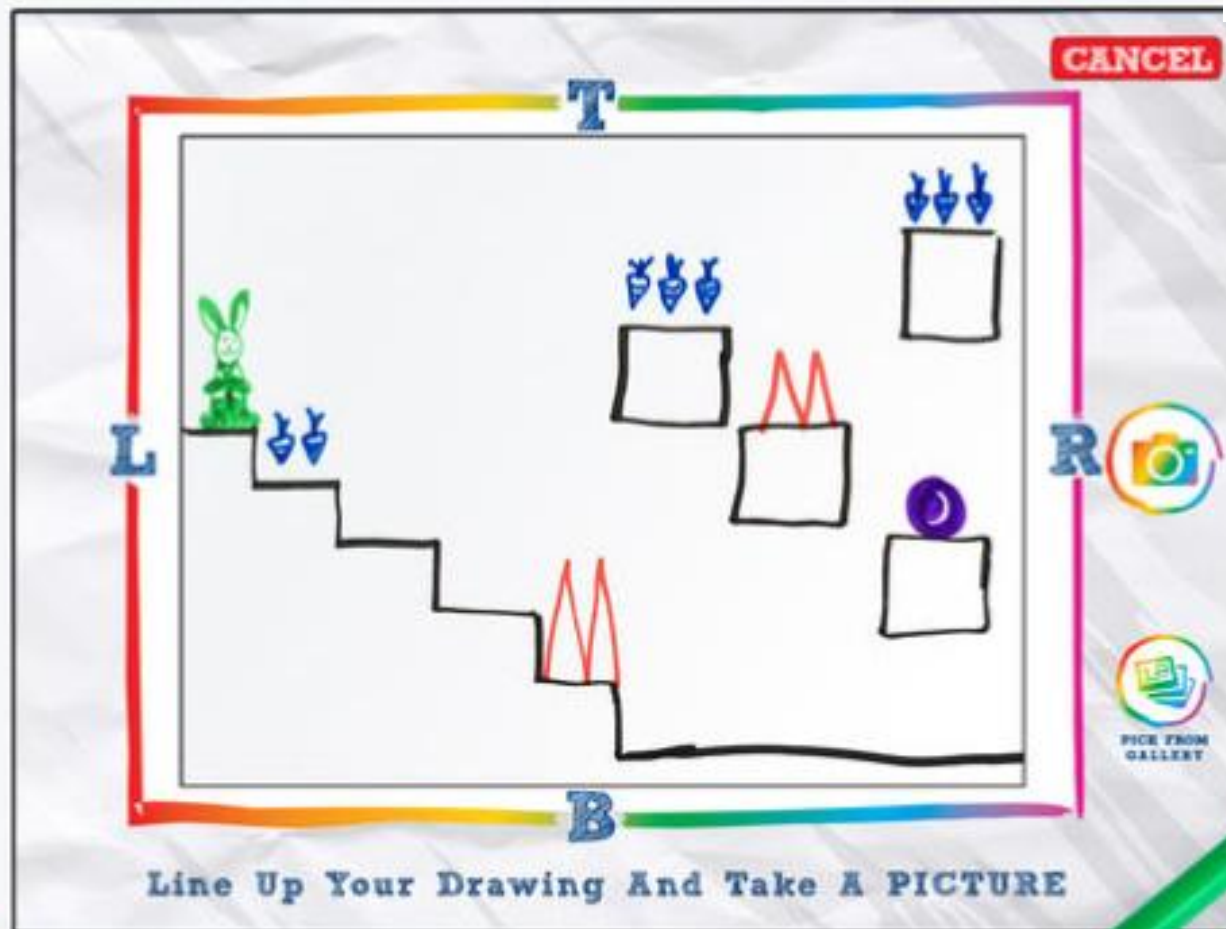 CANCEL
T
L
R
PICK FROM
GALLERY
B
Line Up Your Drawing And Take A PICTURE